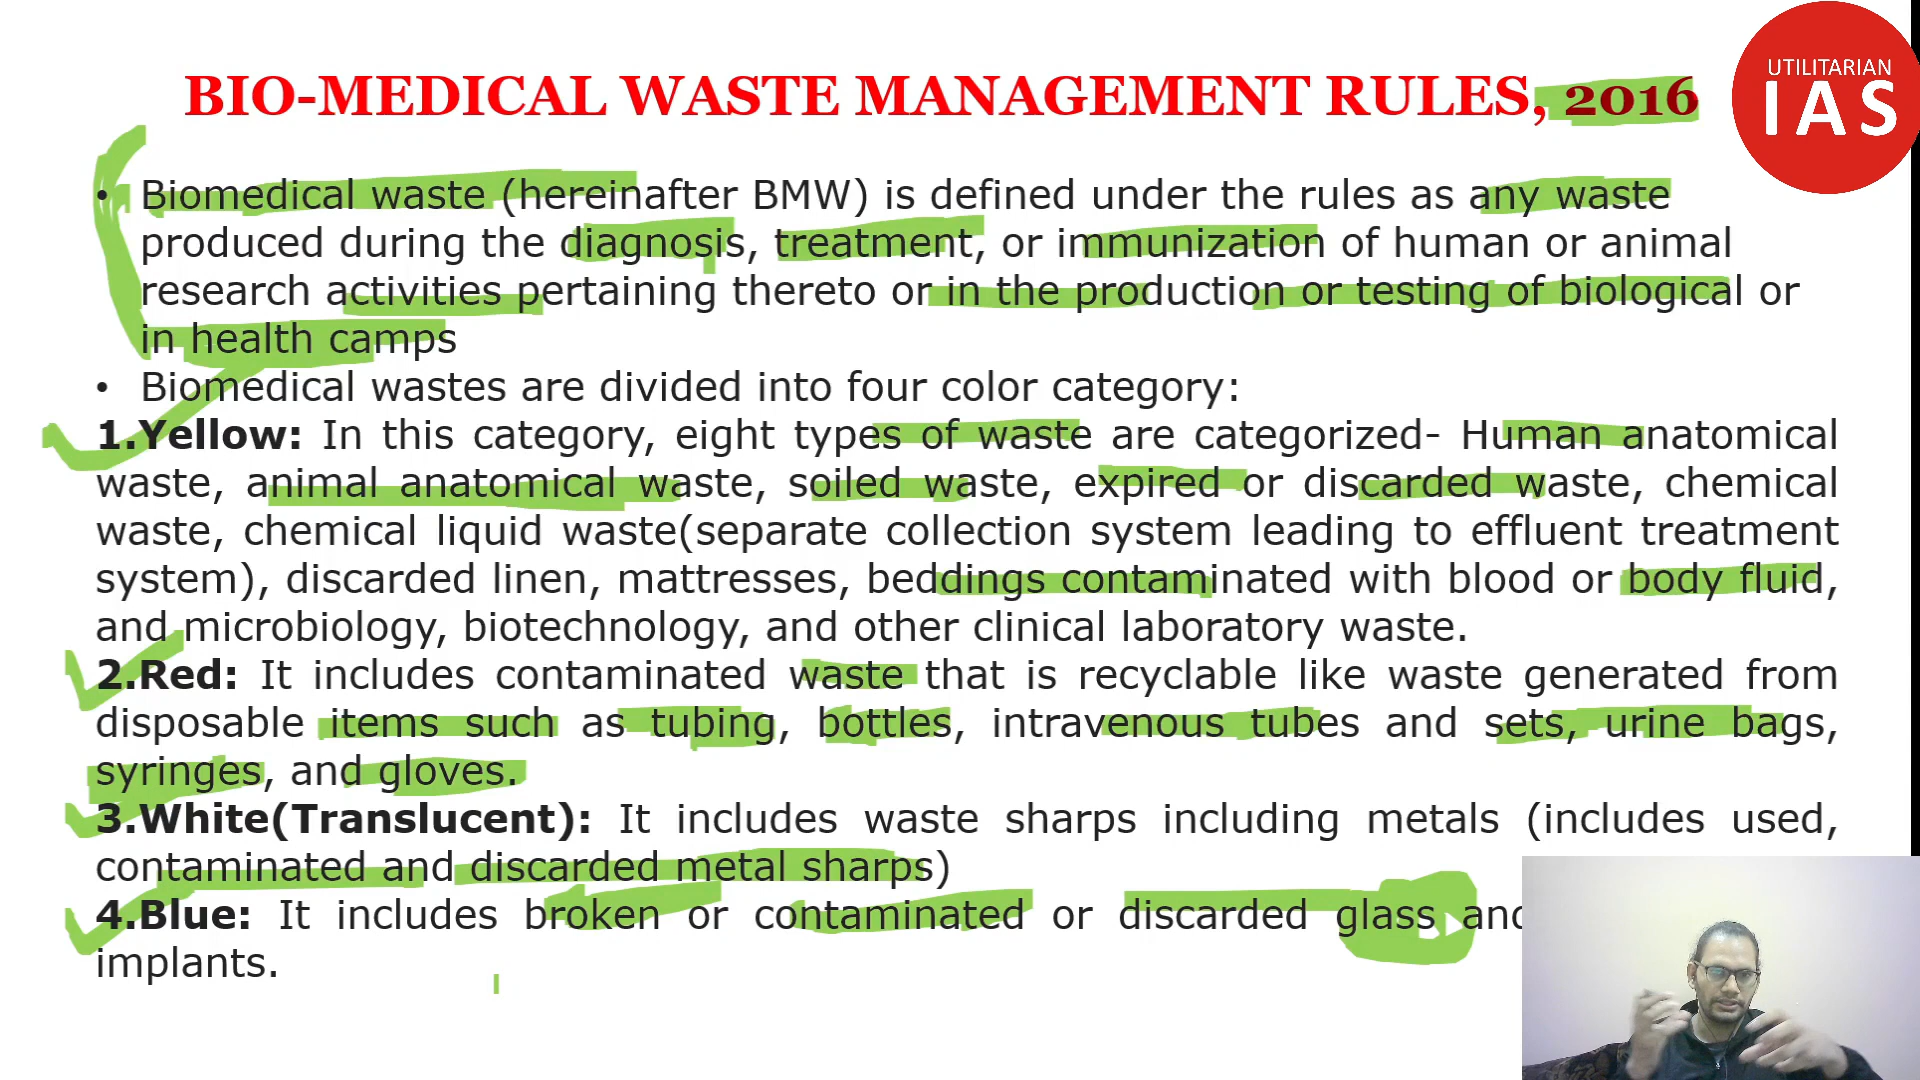 BIO-MEDICAL WASTE MANAGEMENT RULES, 2016
UTILITARIAN
IAS
• Biomedical waste (hereinafter BMW) is defined under the rules as any waste
produced during the diagnosis, treatment, or immunization of human or animal
research activities pertaining thereto or in the production or testing of biological or
in health camps
• Biomedical wastes are divided into four color category:
1.Yellow: In this category, eight types of waste are categorized- Human anatomical
waste, animal anatomical waste, soiled waste, expired or discarded waste, chemical
waste, chemical liquid waste(separate collection system leading to effluent treatment
system), discarded linen, mattresses, beddings contaminated with blood or body fluid,
and microbiology, biotechnology, and other clinical laboratory waste.
2.Red: It includes contaminated waste that is recyclable like waste generated from
disposable items such as tubing, bottles, intravenous tubes and sets, urine bags,
syringes, and gloves.
3.White(Translucent): It includes waste sharps including metals (includes used,
contaminated and discarded metal sharps)
4.Blue: It includes broken or contaminated or discarded glass
implants.